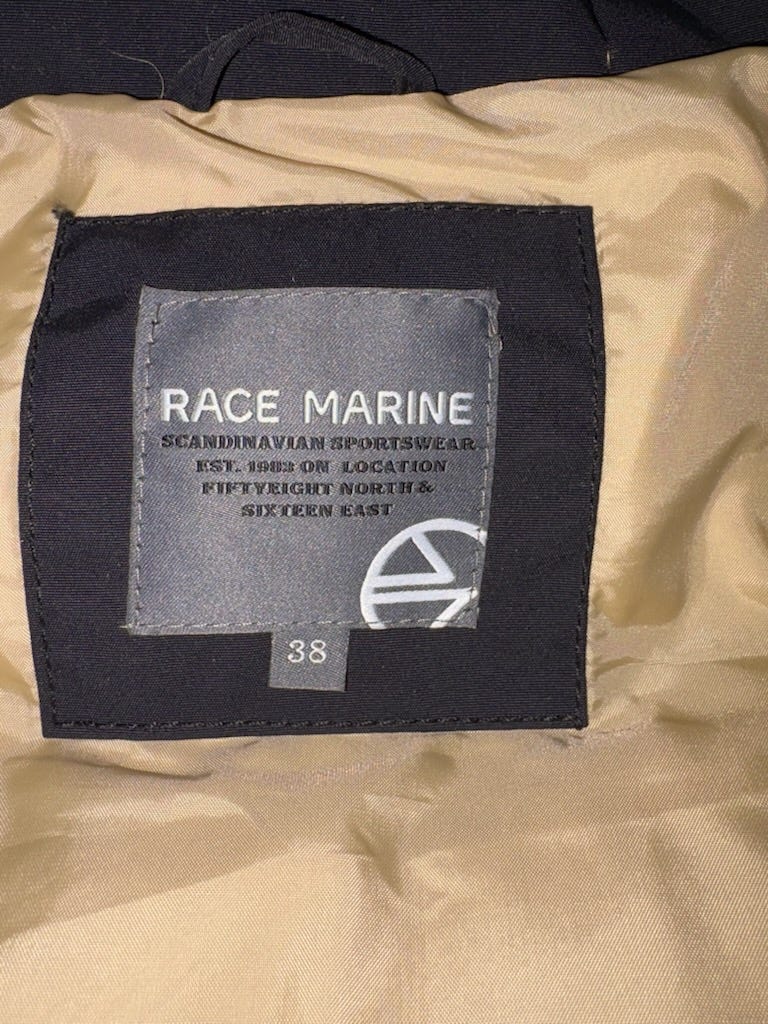 RACE MARINE
SCANDINAVIAN SPORTSWEAR
EST. 1983 ON LOCATION
FIFTYEIGHT NORTH &
SIXTEEN EAST
38